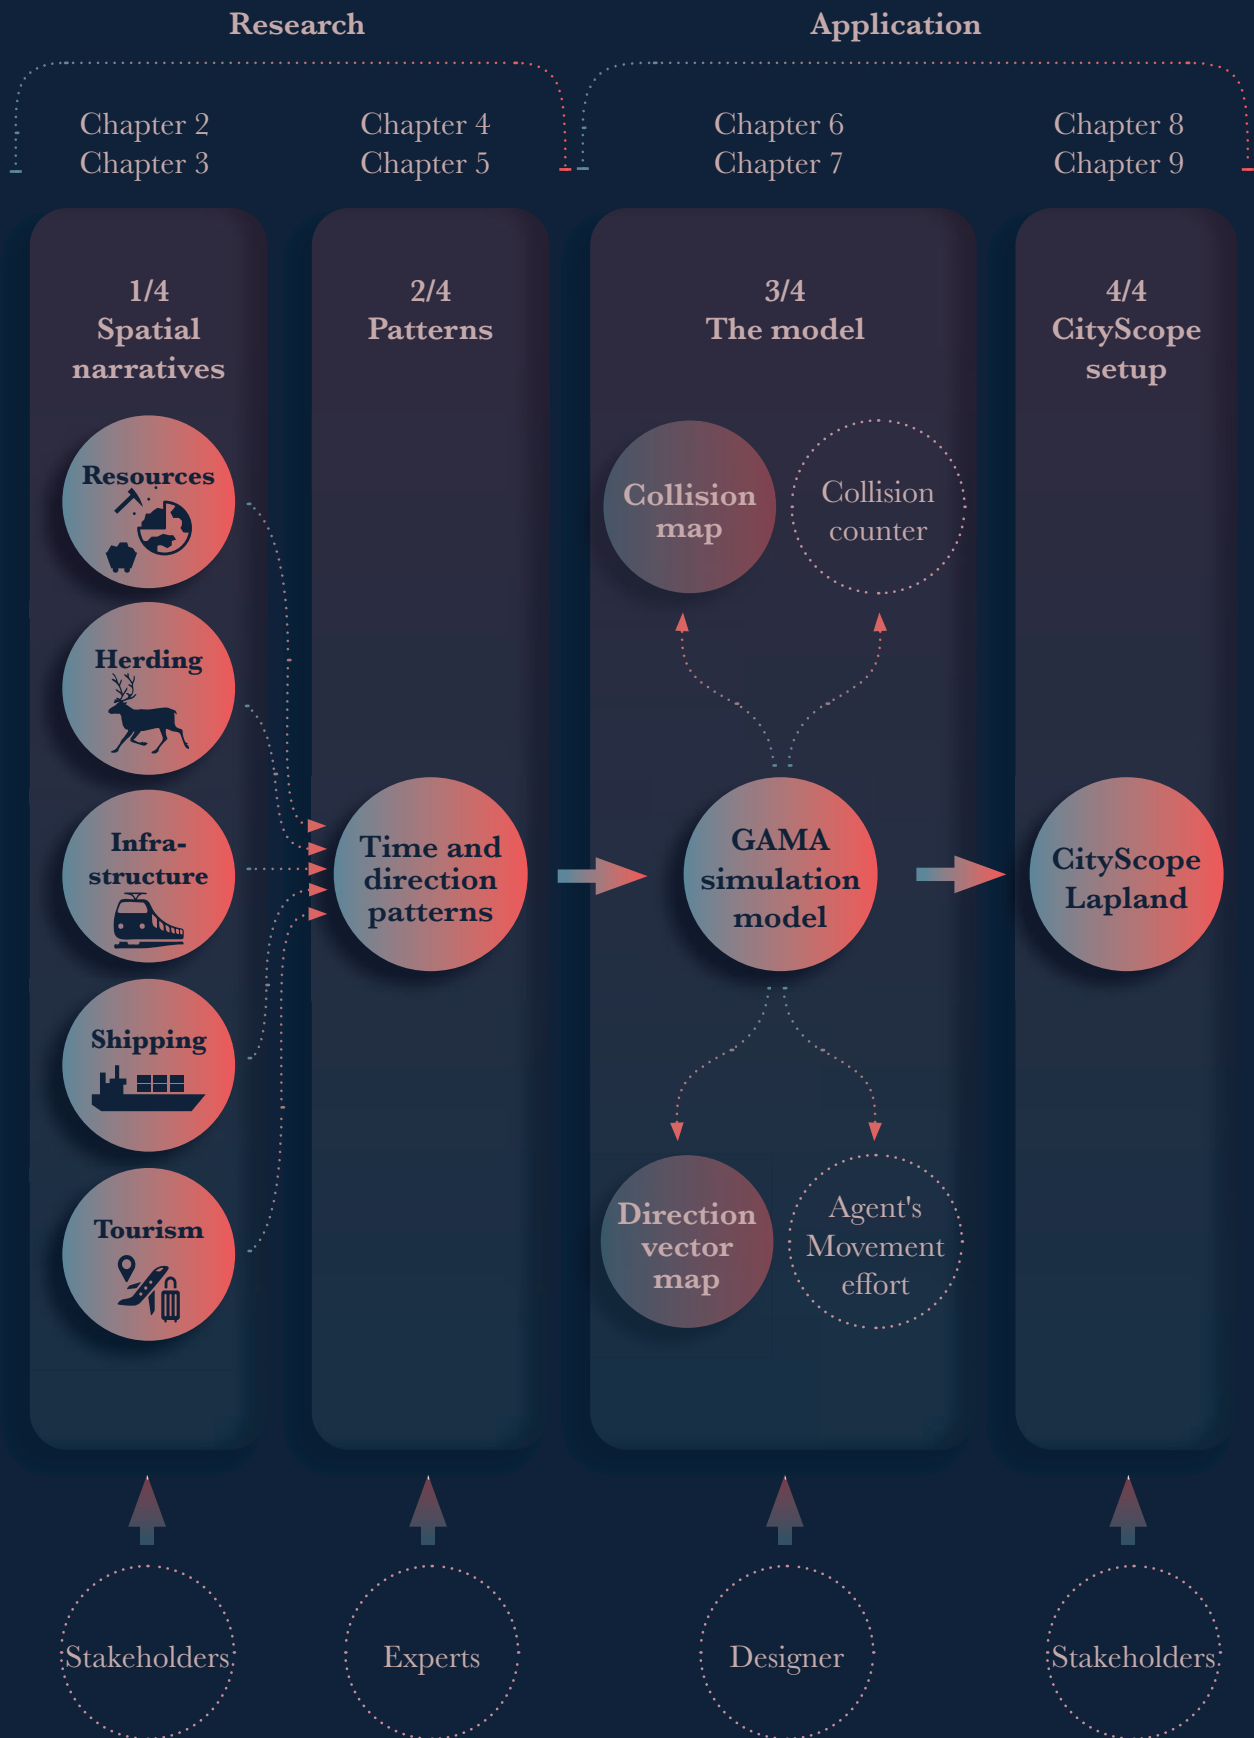 Research
Application
Chapter 2
Chapter 3
Chapter 4
Chapter 5
Chapter 6
Chapter 7
Chapter 8
Chapter 9
1/4
Spatial
narratives
2/4
Patterns
3/4
The model
4/4
CityScope
setup
Resources
Herding
Infra-
structure
Shipping
Tourism
Time and
direction
patterns
Collision
map
Collision
counter
GAMA
simulation
model
Direction
vector
map
Agent's
Movement
effort
CityScope
Lapland
Stakeholders
Experts
Designer
Stakeholders